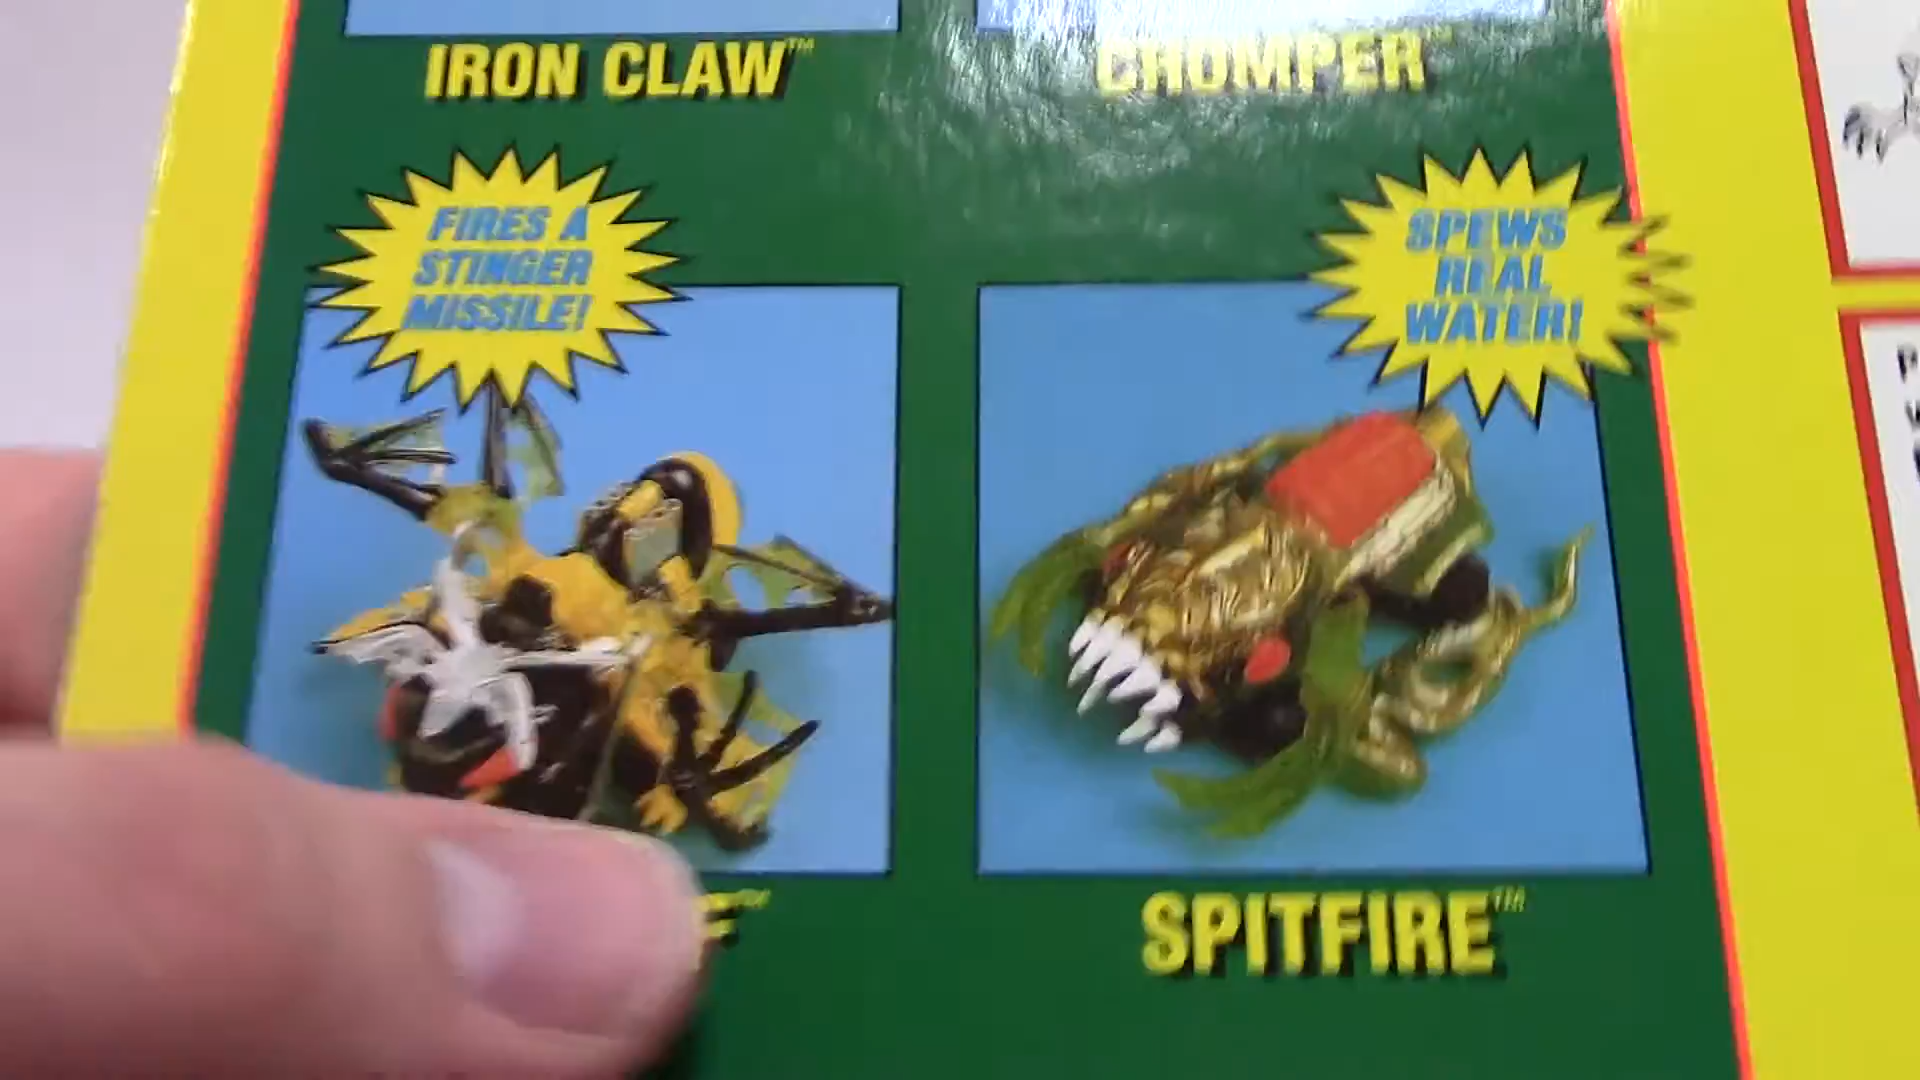 IRON CLAW™
CHOMPER™
FIRES A
STINGER
MISSILE!
SPEWS
REAL
WATER!
SPITFIRE™